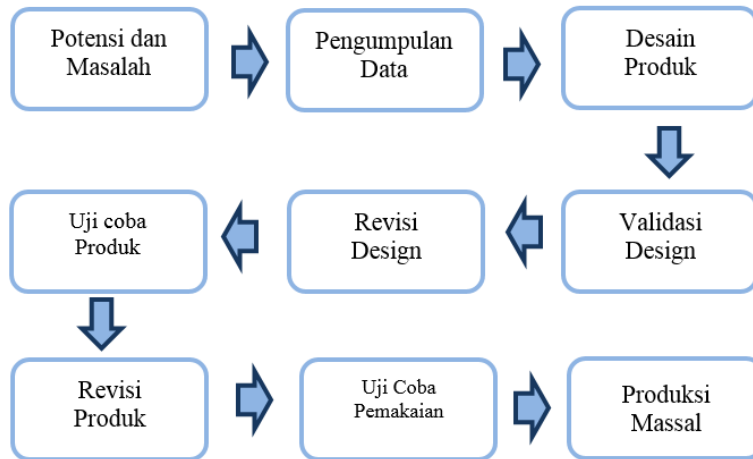 Potensi dan
Masalah
Pengumpulan
Data
Desain
Produk
Validasi
Design
Revisi
Design
Uji coba
Produk
Revisi
Produk
Uji Coba
Pemakaian
Produksi
Massal